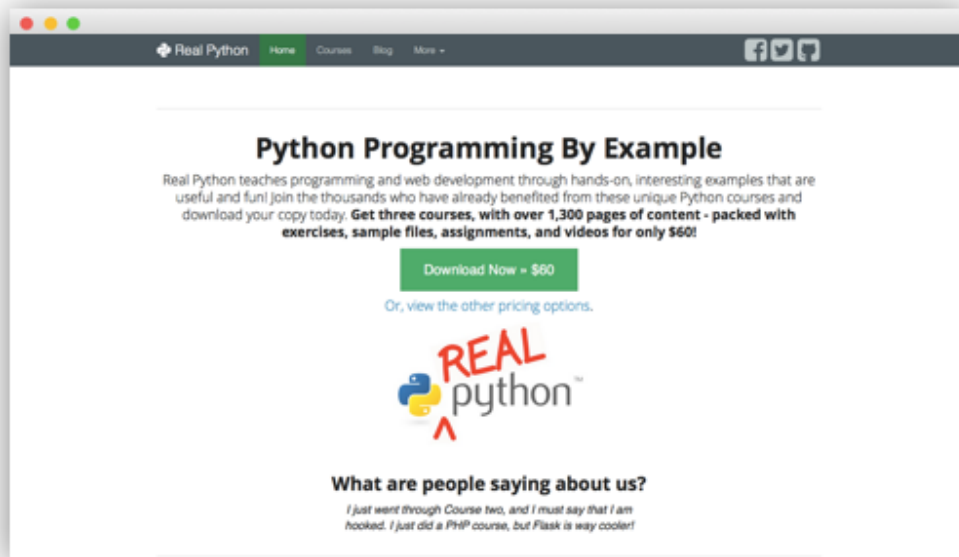 Real Python Home Courses Blog More
Python Programming By Example
Real Python teaches programming and web development through hands-on, interesting examples that are
useful and fun! Join the thousands who have already benefited from these unique Python courses and
download your copy today. Get three courses, with over 1,300 pages of content - packed with
exercises, sample files, assignments, and videos for only $60!
Download Now = $60
Or, view the other pricing options.
REAL
python™
What are people saying about us?
I just went through Course two, and I must say that I am
hooked. I just did a PHP course, but Flask is way cooler!